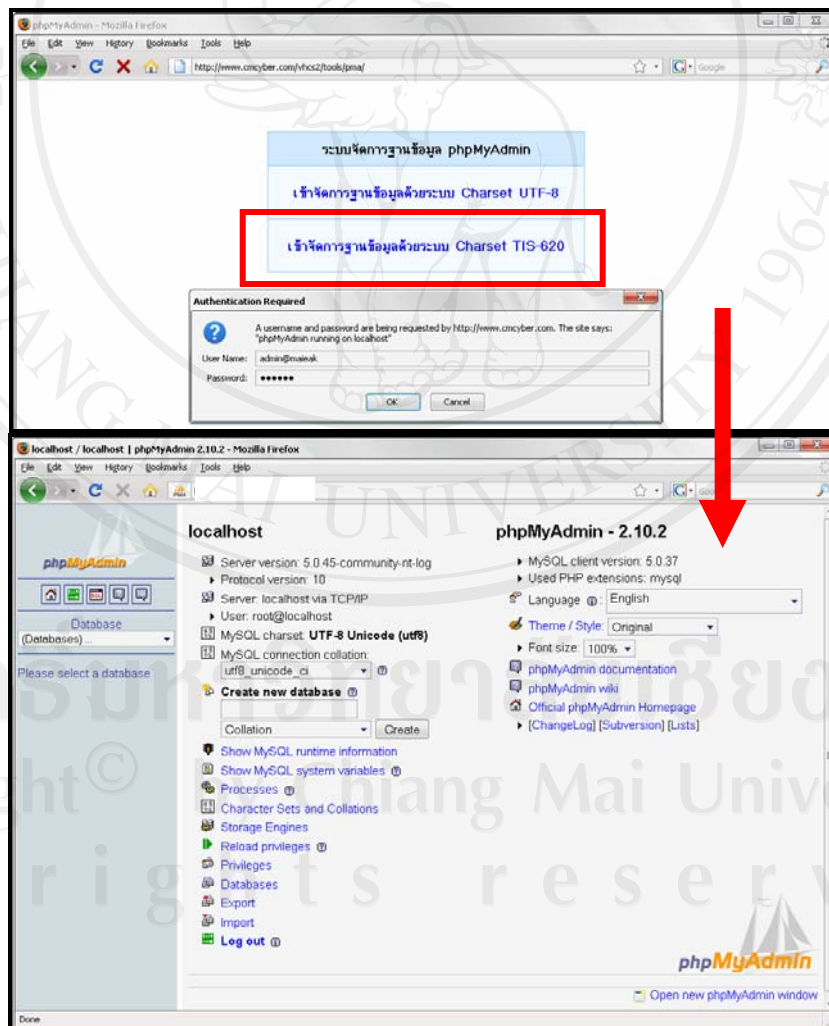 phpMyAdmin - Mozilla Firefox
File Edit View History Bookmarks Tools Help
http://www.cmcyber.com/vhcs2/tools/pma/
Google
ระบบจัดการฐานข้อมูล phpMyAdmin
เข้าจัดการฐานข้อมูลด้วยระบบ Charset UTF-8
เข้าจัดการฐานข้อมูลด้วยระบบ Charset TIS-620
Authentication Required
A username and password are being requested by http://www.cmcyber.com. The site says:
"phpMyAdmin running on localhost"
User Name: admin@maieak
Password: ●●●●●●
OK Cancel
localhost / localhost | phpMyAdmin 2.10.2 - Mozilla Firefox
File Edit View History Bookmarks Tools Help
phpMyAdmin
Database
(Databases) ...
Please select a database
localhost
Server version: 5.0.45-community-nt-log
Protocol version: 10
Server: localhost via TCP/IP
User: root@localhost
MySQL charset: UTF-8 Unicode (utf8)
MySQL connection collation:
utf8_unicode_ci
Create new database
Collation Create
Show MySQL runtime information
Show MySQL system variables
Processes
Character Sets and Collations
Storage Engines
Reload privileges
Privileges
Databases
Export
Import
Log out
phpMyAdmin - 2.10.2
MySQL client version: 5.0.37
Used PHP extensions: mysql
Language : English
Theme / Style: Original
Font size: 100%
phpMyAdmin documentation
phpMyAdmin wiki
Official phpMyAdmin Homepage
[ChangeLog] [Subversion] [Lists]
phpMyAdmin
Open new phpMyAdmin window
Done
MAI UNIVERSITY 1964
© by Chiang Mai